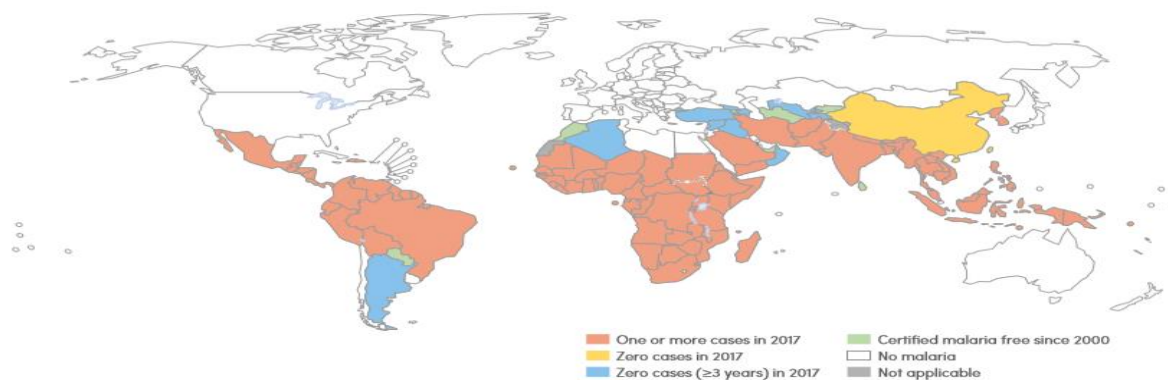 One or more cases in 2017
Zero cases in 2017
Zero cases (≥3 years) in 2017
Certified malaria free since 2000
No malaria
Not applicable